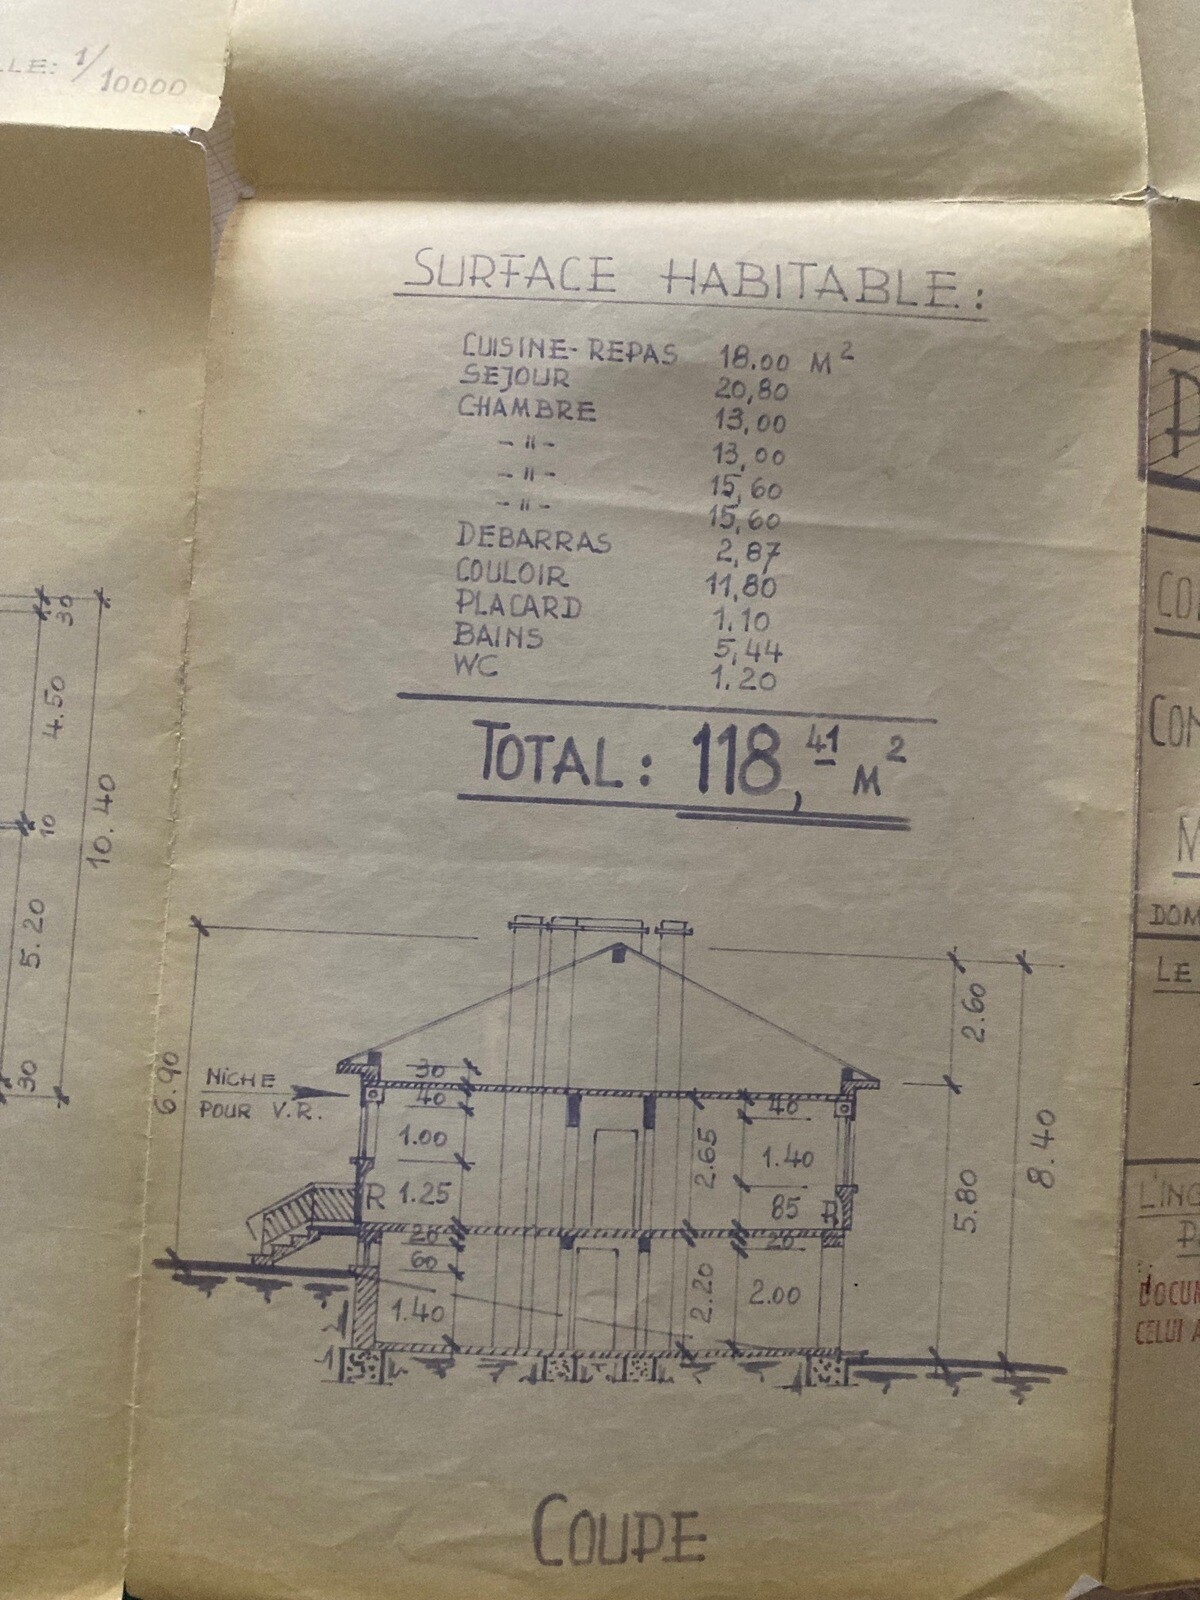 LLE: 1/10000
SURFACE HABITABLE:
CUISINE-REPAS 18.00 M2
SEJOUR 20,80
CHAMBRE 13,00
-"- 13,00
-"- 15,60
-"- 15,60
DEBARRAS 2,87
COULOIR 11,80
PLACARD 1.10
BAINS 5,44
WC 1.20
TOTAL: 118,41 M2
30
4.50
10
10.40
5.20
30
6.90
NICHE
POUR V.R.
30
40
1.00
R 1.25
20
60
1.40
2.65
2.20
40
1.40
85
20
2.00
2.60
5.80
8.40
COUPE
D
CO
CON
M
DOM
LE
L'ING
DOCUM
CELUI A